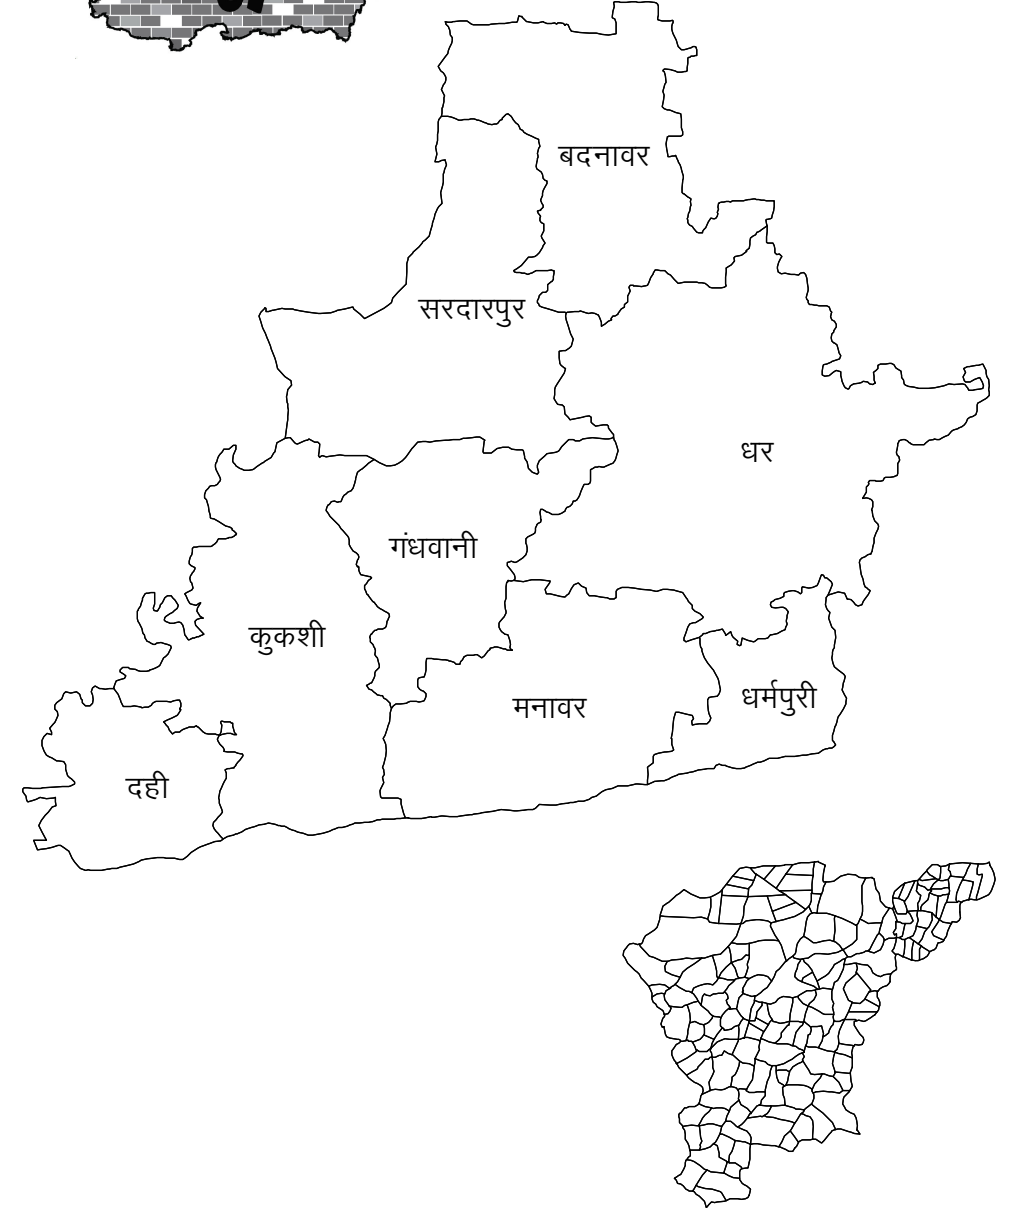 बदनावर
सरदारपुर
धर
गंधवानी
कुकशी
मनावर
धर्मपुरी
दही